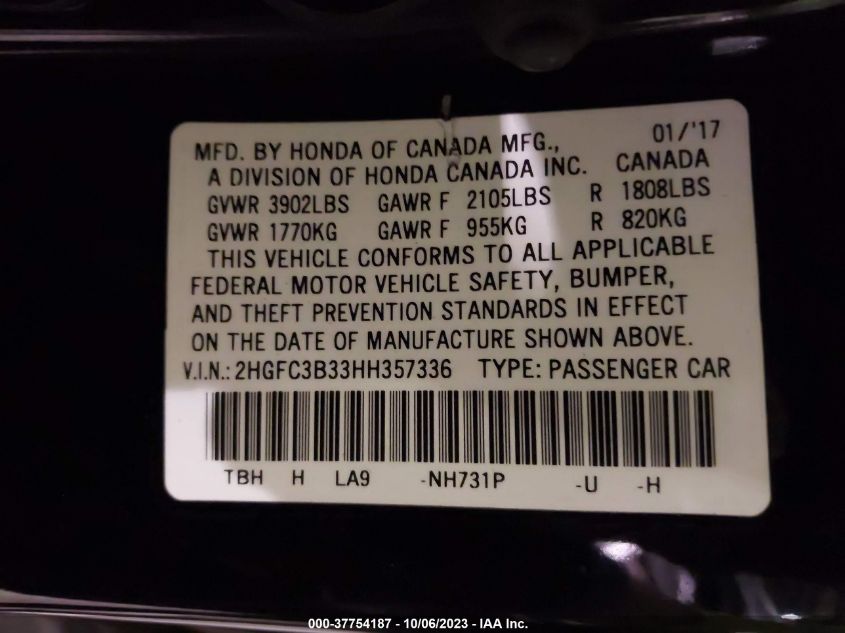 01/'17
MFD. BY HONDA OF CANADA MFG.,
A DIVISION OF HONDA CANADA INC. CANADA
GVWR 3902LBS GAWR F 2105LBS R 1808LBS
GVWR 1770KG GAWR F 955KG R 820KG
THIS VEHICLE CONFORMS TO ALL APPLICABLE
FEDERAL MOTOR VEHICLE SAFETY, BUMPER,
AND THEFT PREVENTION STANDARDS IN EFFECT
ON THE DATE OF MANUFACTURE SHOWN ABOVE.
V.I.N.: 2HGFC3B33HH357336 TYPE: PASSENGER CAR
TBH H LA9 -NH731P -U -H
000-37754187 - 10/06/2023 - IAA Inc.